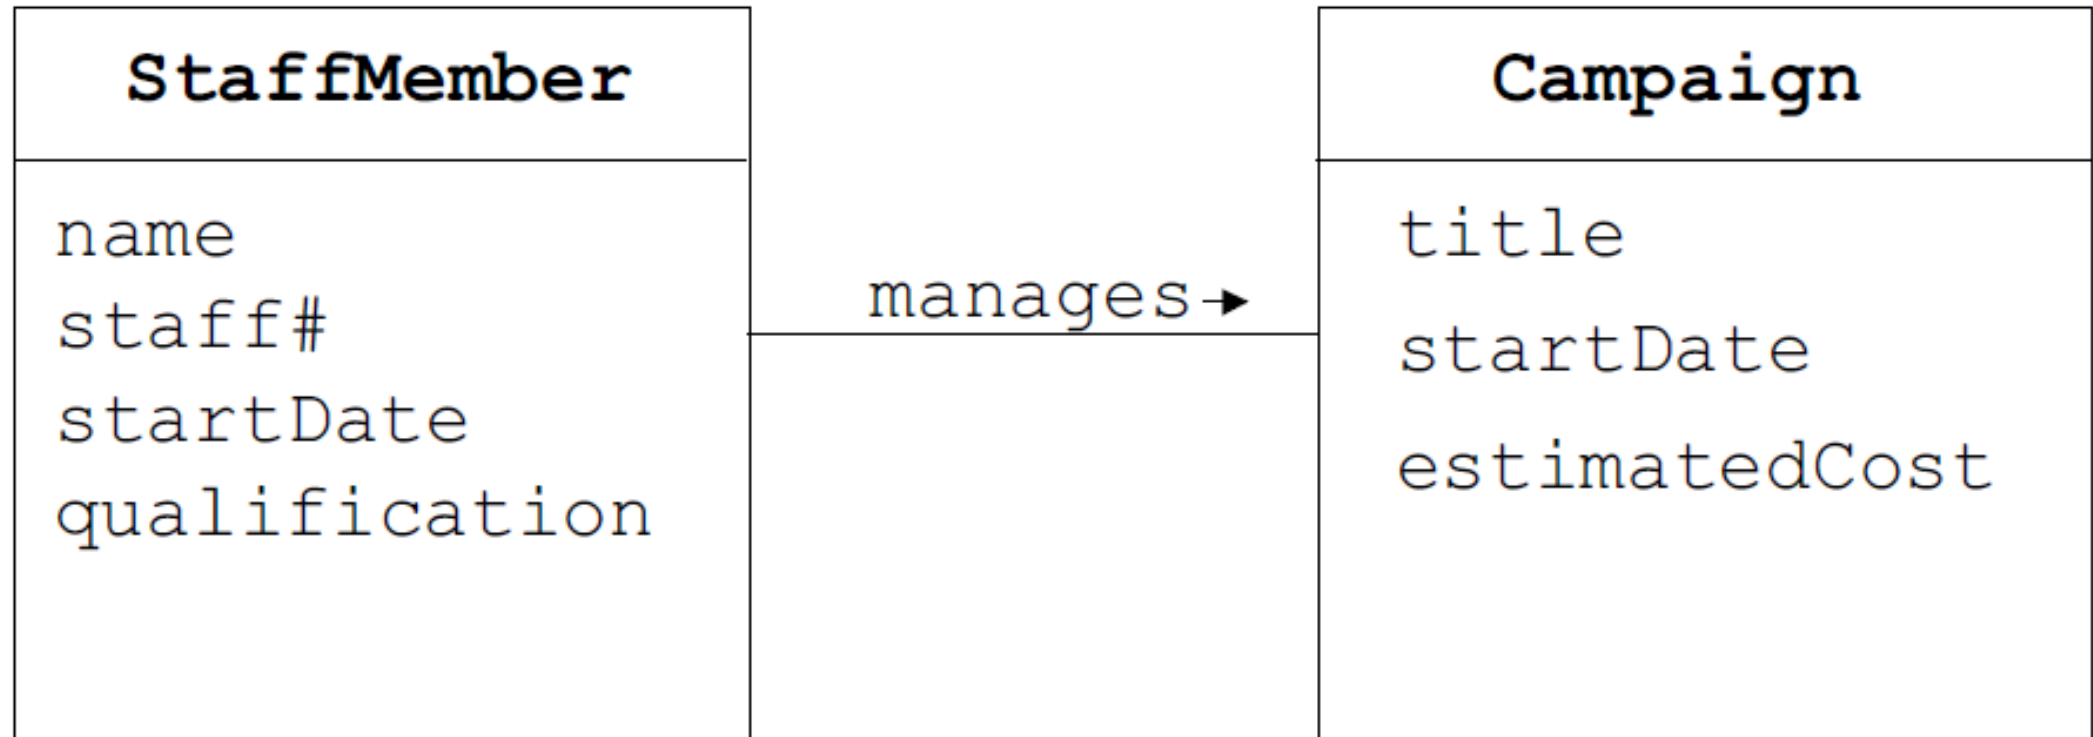 StaffMember
name
staff#
startDate
qualification
manages
Campaign
title
startDate
estimatedCost